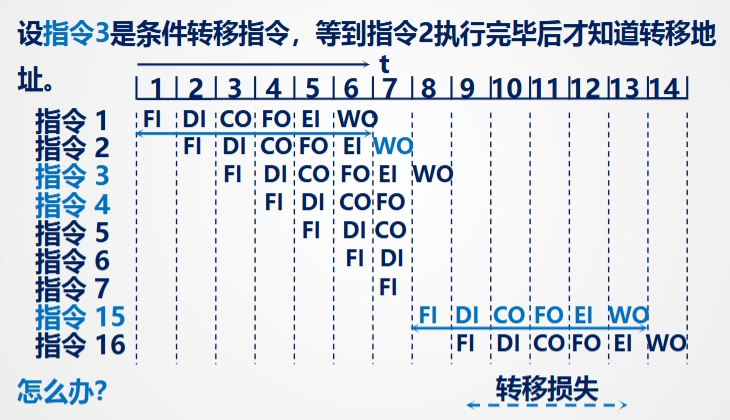 设指令3是条件转移指令，等到指令2执行完毕后才知道转移地
址。
t
1 2 3 4 5 6 7 8 9 10 11 12 13 14
指令 1 FI DI CO FO EI WO
指令 2 FI DI CO FO EI WO
指令 3 FI DI CO FO EI WO
指令 4 FI DI CO FO
指令 5 FI DI CO
指令 6 FI DI
指令 7 FI
指令 15 FI DI CO FO EI WO
指令 16 FI DI CO FO EI WO
怎么办？ 转移损失